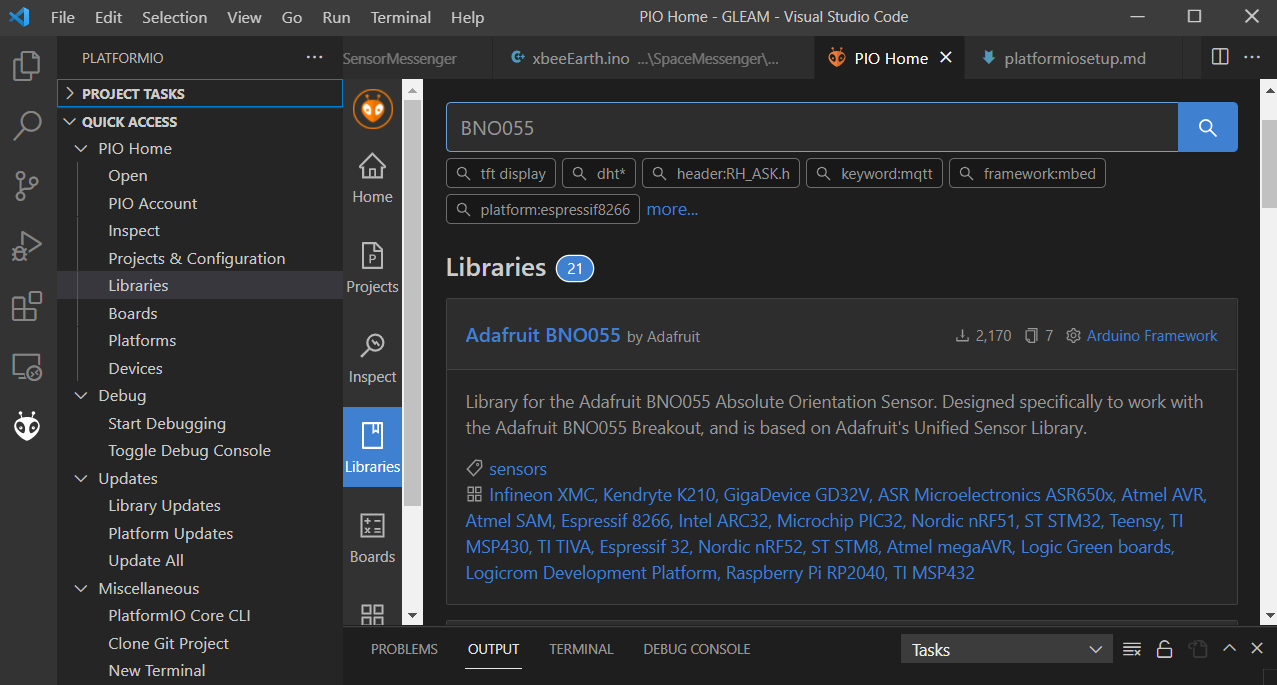 File Edit Selection View Go Run Terminal Help
PIO Home - GLEAM - Visual Studio Code
PLATFORMIO
SensorMessenger
xbeeEarth.ino ...\SpaceMessenger\...
PIO Home
platformiosetup.md
PROJECT TASKS
QUICK ACCESS
PIO Home
Open
PIO Account
Inspect
Projects & Configuration
Libraries
Boards
Platforms
Devices
Debug
Start Debugging
Toggle Debug Console
Updates
Library Updates
Platform Updates
Update All
Miscellaneous
PlatformIO Core CLI
Clone Git Project
New Terminal
Home
Projects
Inspect
Libraries
Boards
BNO055
tft display
dht*
header:RH_ASK.h
keyword:mqtt
framework:mbed
platform:espressif8266
more...
Libraries 21
Adafruit BNO055 by Adafruit
2,170 7 Arduino Framework
Library for the Adafruit BNO055 Absolute Orientation Sensor. Designed specifically to work with
the Adafruit BNO055 Breakout, and is based on Adafruit's Unified Sensor Library.
sensors
Infineon XMC, Kendryte K210, GigaDevice GD32V, ASR Microelectronics ASR650x, Atmel AVR,
Atmel SAM, Espressif 8266, Intel ARC32, Microchip PIC32, Nordic nRF51, ST STM32, Teensy, TI
MSP430, TI TIVA, Espressif 32, Nordic nRF52, ST STM8, Atmel megaAVR, Logic Green boards,
Logicrom Development Platform, Raspberry Pi RP2040, TI MSP432
PROBLEMS OUTPUT TERMINAL DEBUG CONSOLE
Tasks